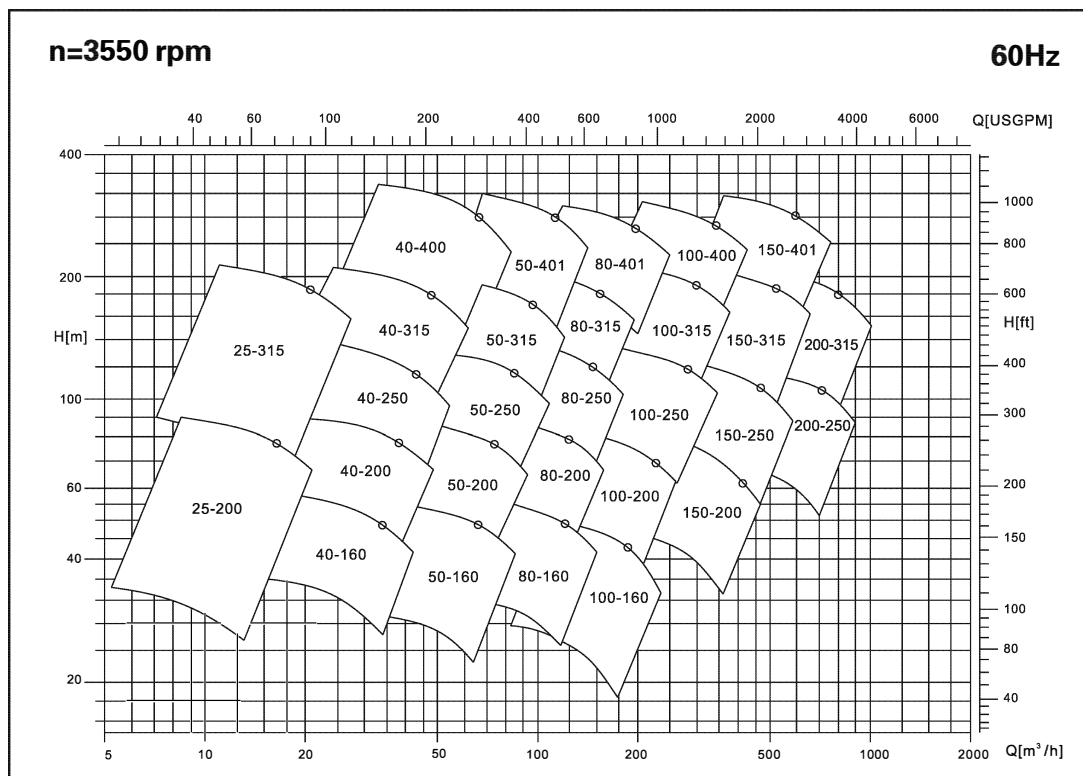 n=3550 rpm 60Hz
40 60 100 200 400 600 1000 2000 4000 6000 Q[USGPM]
400
1000
40-400 50-401 80-401 100-400 150-401 800
200
600
H[m] 25-315 40-315 50-315 80-315 100-315 150-315 200-315 H[ft]
400
100 40-250 50-250 80-250 100-250 150-250 200-250 300
60 25-200 40-200 50-200 80-200 100-200 150-200 200
150
40 40-160 50-160 80-160 100-160
100
80
20
40
5 10 20 50 100 200 500 1000 2000 Q[m³/h]